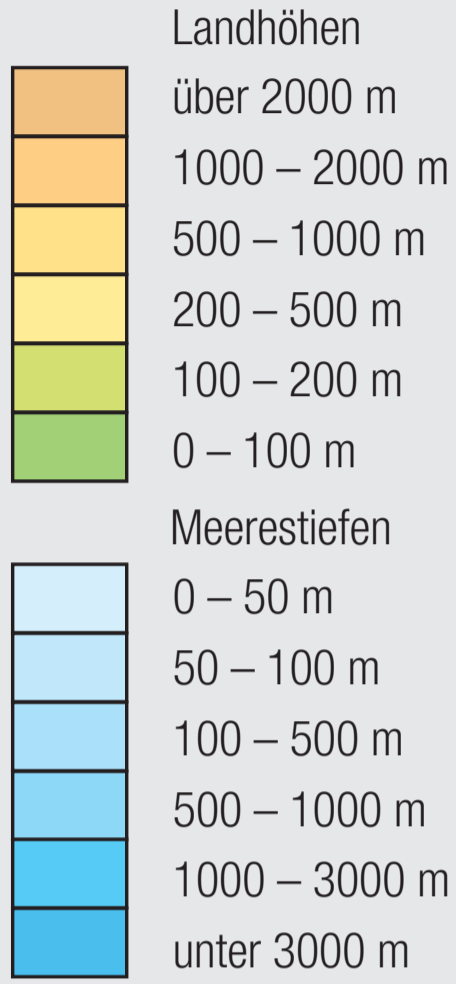 Landhöhen
über 2000 m
1000 – 2000 m
500 – 1000 m
200 – 500 m
100 – 200 m
0 – 100 m
Meerestiefen
0 – 50 m
50 – 100 m
100 – 500 m
500 – 1000 m
1000 – 3000 m
unter 3000 m